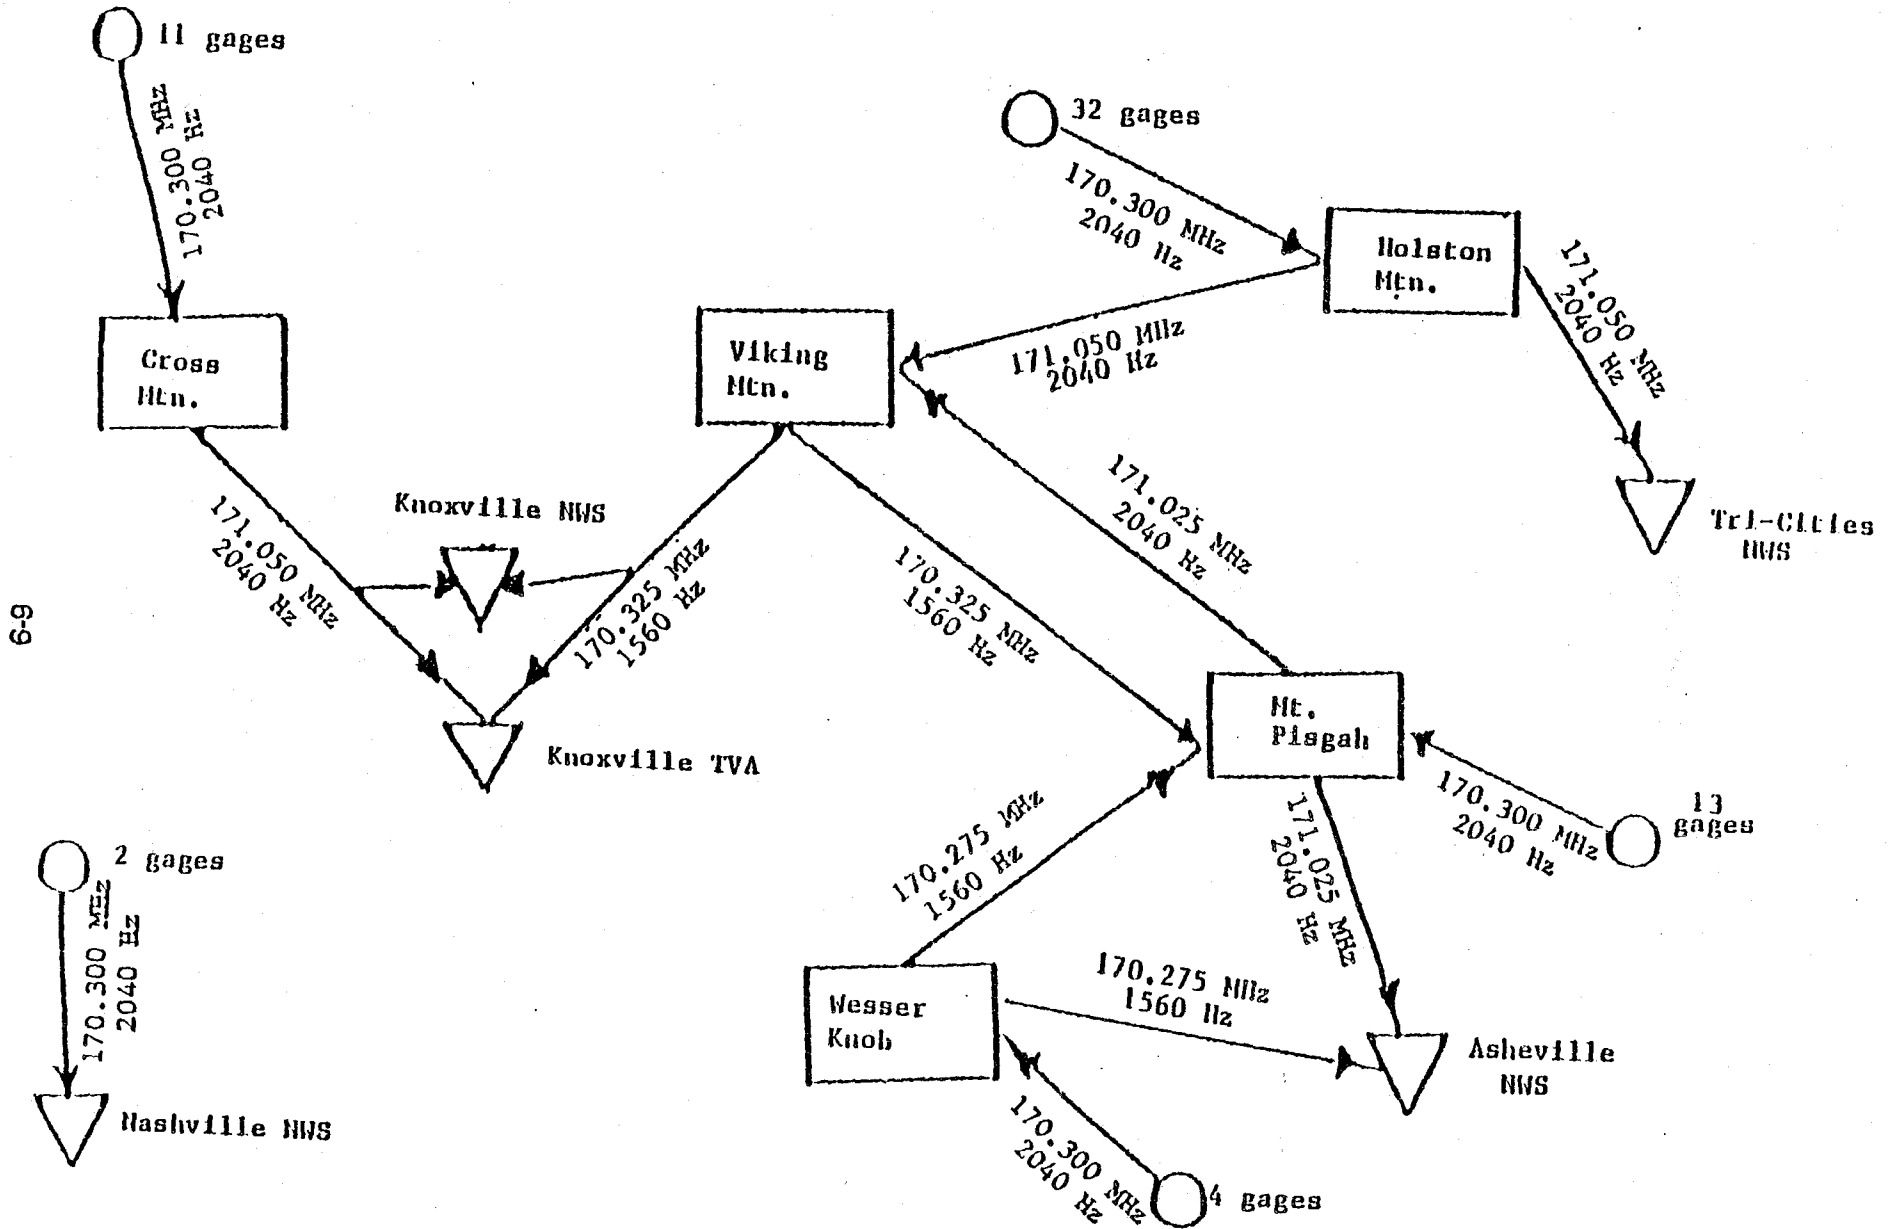 11 gages
170.300 MHz
2040 Hz
32 gages
170.300 MHz
2040 Hz
Holston
Mtn.
171.050 MHz
2040 Hz
171.050 MHz
2040 Hz
Cross
Mtn.
Viking
Mtn.
Knoxville NWS
171.050 MHz
2040 Hz
170.325 MHz
1560 Hz
170.325 MHz
1560 Hz
171.025 MHz
2040 Hz
Tri-Cities
NWS
6-9
Knoxville TVA
Mt.
Pisgah
170.300 MHz
2040 Hz
13
gages
2 gages
170.300 MHz
2040 Hz
170.275 MHz
1560 Hz
171.025 MHz
2040 Hz
Wesser
Knob
170.275 MHz
1560 Hz
Asheville
NWS
Nashville NWS
170.300 MHz
2040 Hz
4 gages